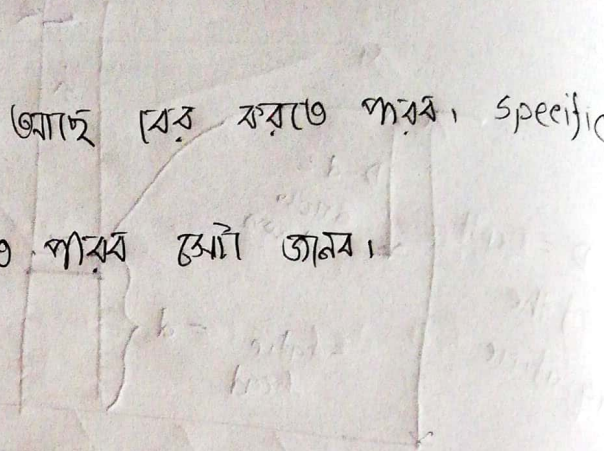 আছে বের করতে পারব। specific
পারব সেটা জানব।